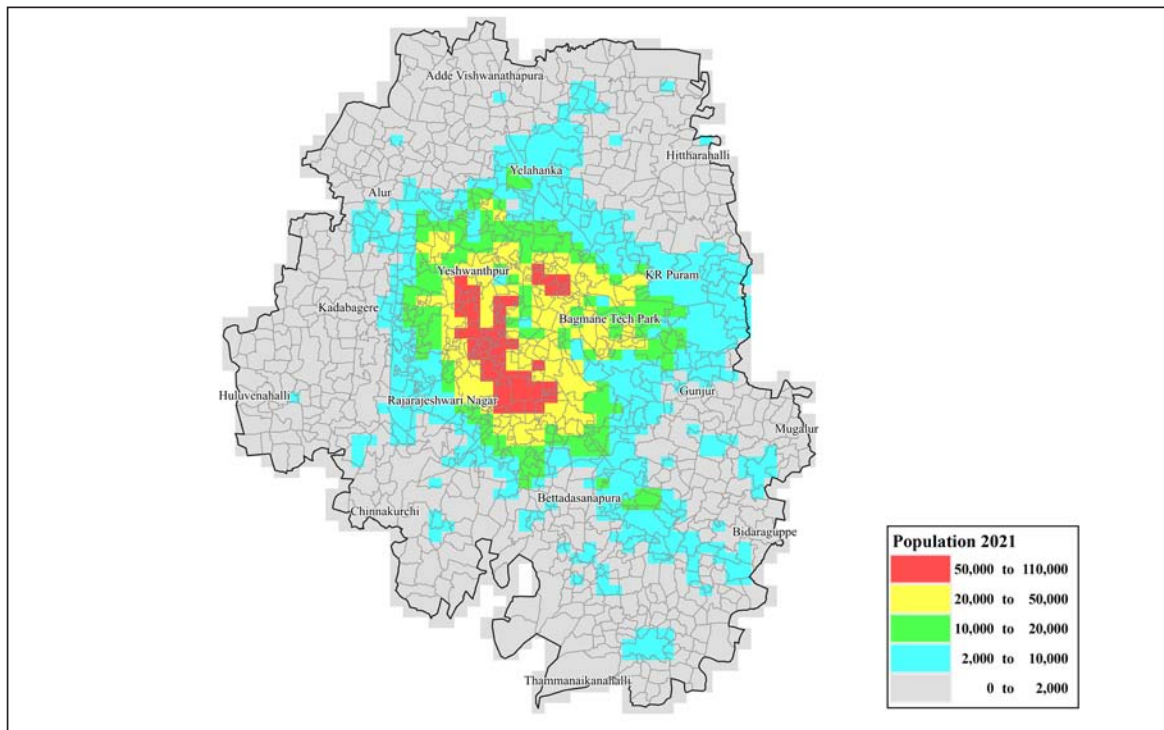 Adde Vishwanathapura
Hittharahalli
Yelahanka
Alur
Yeshwanthpur
KR Puram
Kadabagere
Bagmane Tech Park
Gunjur
Huluvenahalli
Rajarajeshwari Nagar
Mugalur
Bettadasanapura
Chinnakurchi
Bidaraguppe
Thammanaikanahalli
Population 2021
50,000 to 110,000
20,000 to 50,000
10,000 to 20,000
2,000 to 10,000
0 to 2,000